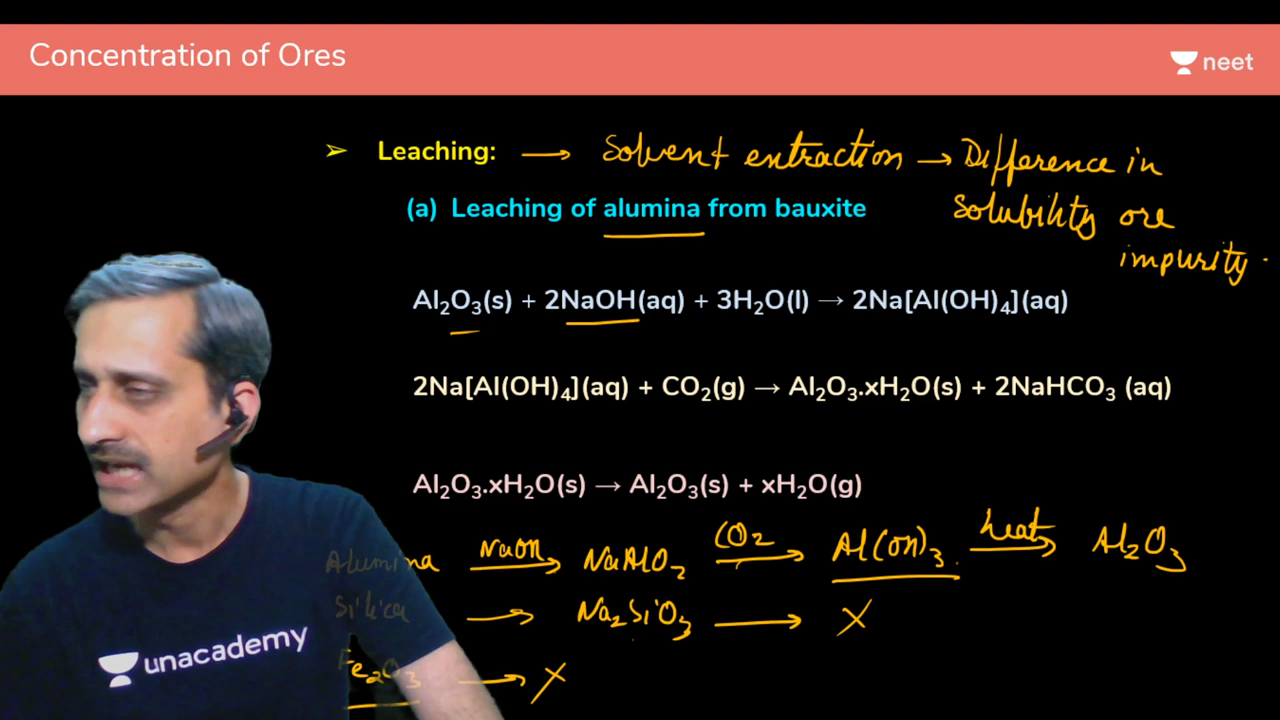 Concentration of Ores
neet
➢ Leaching: → Solvent extraction → Difference in
solubility ore
impurity.
(a) Leaching of alumina from bauxite
Al₂O₃(s) + 2NaOH(aq) + 3H₂O(l) → 2Na[Al(OH)₄](aq)
2Na[Al(OH)₄](aq) + CO₂(g) → Al₂O₃.xH₂O(s) + 2NaHCO₃ (aq)
Al₂O₃.xH₂O(s) → Al₂O₃(s) + xH₂O(g)
Alumina NaOH→ NaAlO₂ CO₂→ Al(OH)₃. heat→ Al₂O₃
Silica → Na₂SiO₃ → X
Fe₂O₃ → X
unacademy